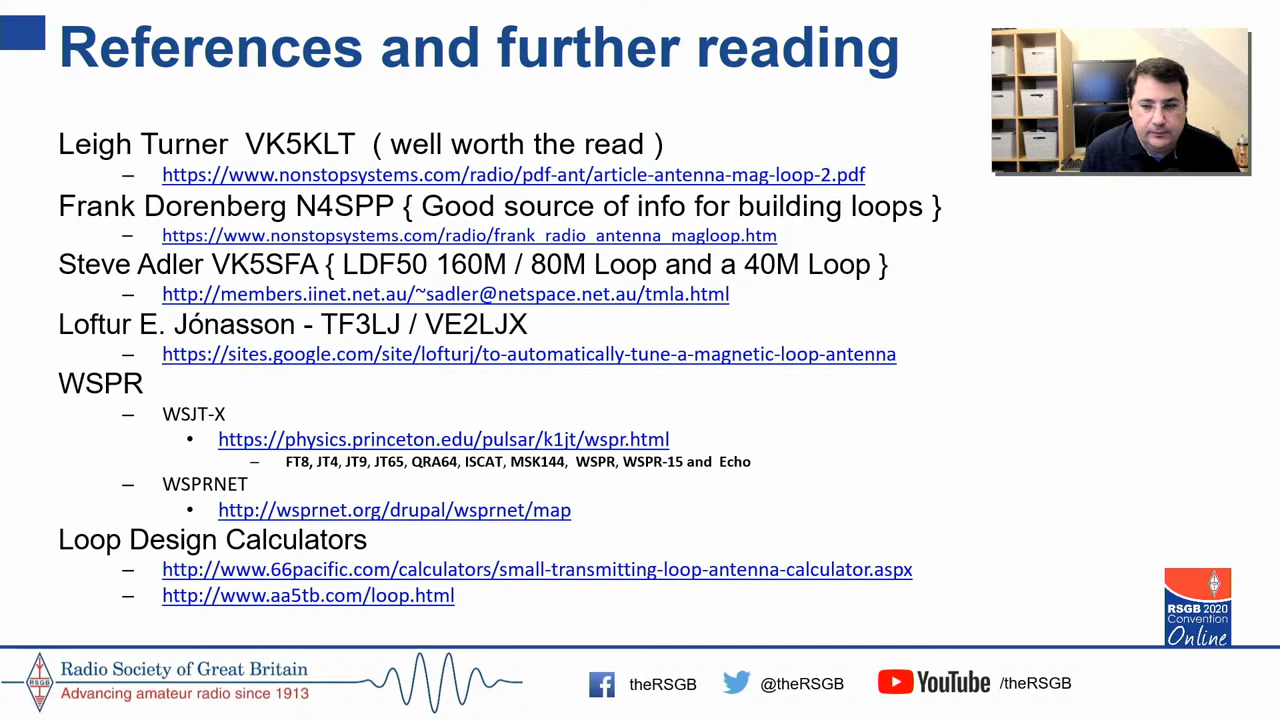 References and further reading
Leigh Turner VK5KLT ( well worth the read )
– https://www.nonstopsystems.com/radio/pdf-ant/article-antenna-mag-loop-2.pdf
Frank Dorenberg N4SPP { Good source of info for building loops }
– https://www.nonstopsystems.com/radio/frank_radio_antenna_magloop.htm
Steve Adler VK5SFA { LDF50 160M / 80M Loop and a 40M Loop }
– http://members.iinet.net.au/~sadler@netspace.net.au/tmla.html
Loftur E. Jónasson - TF3LJ / VE2LJX
– https://sites.google.com/site/lofturj/to-automatically-tune-a-magnetic-loop-antenna
WSPR
– WSJT-X
• https://physics.princeton.edu/pulsar/k1jt/wspr.html
– FT8, JT4, JT9, JT65, QRA64, ISCAT, MSK144, WSPR, WSPR-15 and Echo
– WSPRNET
• http://wsprnet.org/drupal/wsprnet/map
Loop Design Calculators
– http://www.66pacific.com/calculators/small-transmitting-loop-antenna-calculator.aspx
– http://www.aa5tb.com/loop.html
RSGB 2020
Convention
Online
RSGB
Radio Society of Great Britain
Advancing amateur radio since 1913
theRSGB
@theRSGB
YouTube /theRSGB